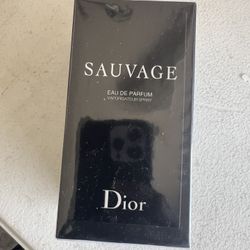 SAUVAGE
EAU DE PARFUM
VAPORISATEUR SPRAY
Dior